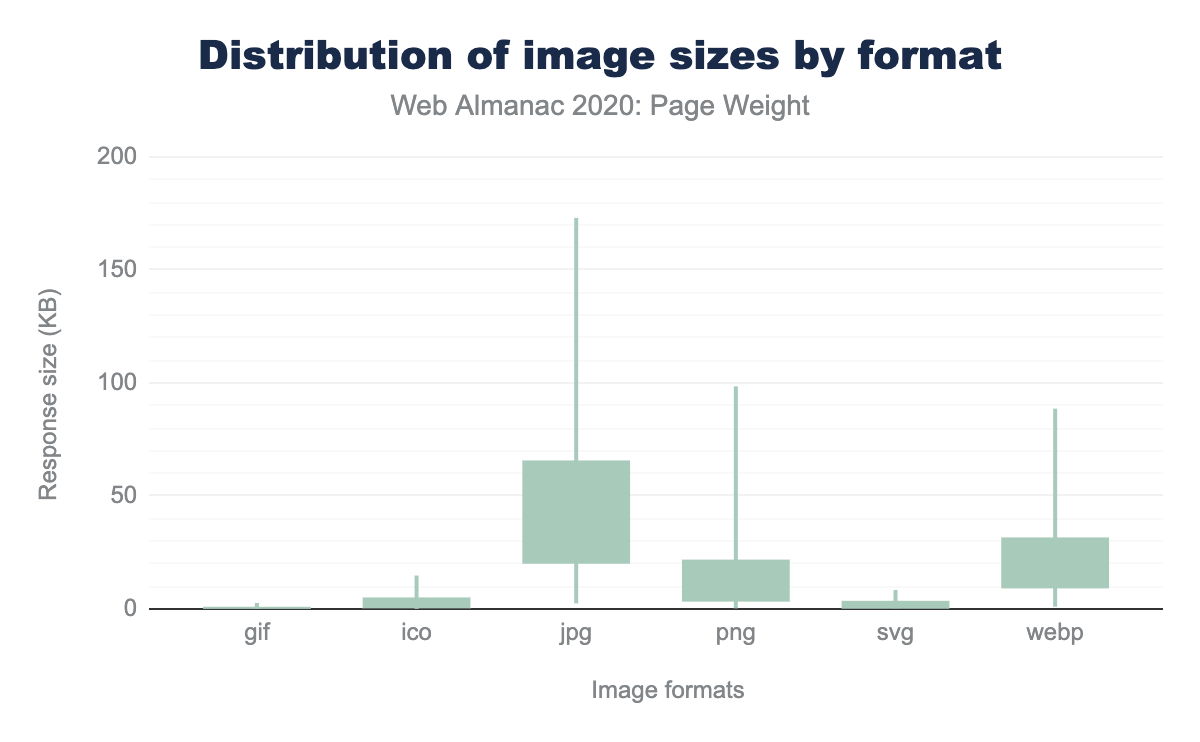 Distribution of image sizes by format
Web Almanac 2020: Page Weight
200
150
100
50
0
Response size (KB)
gif ico jpg png svg webp
Image formats